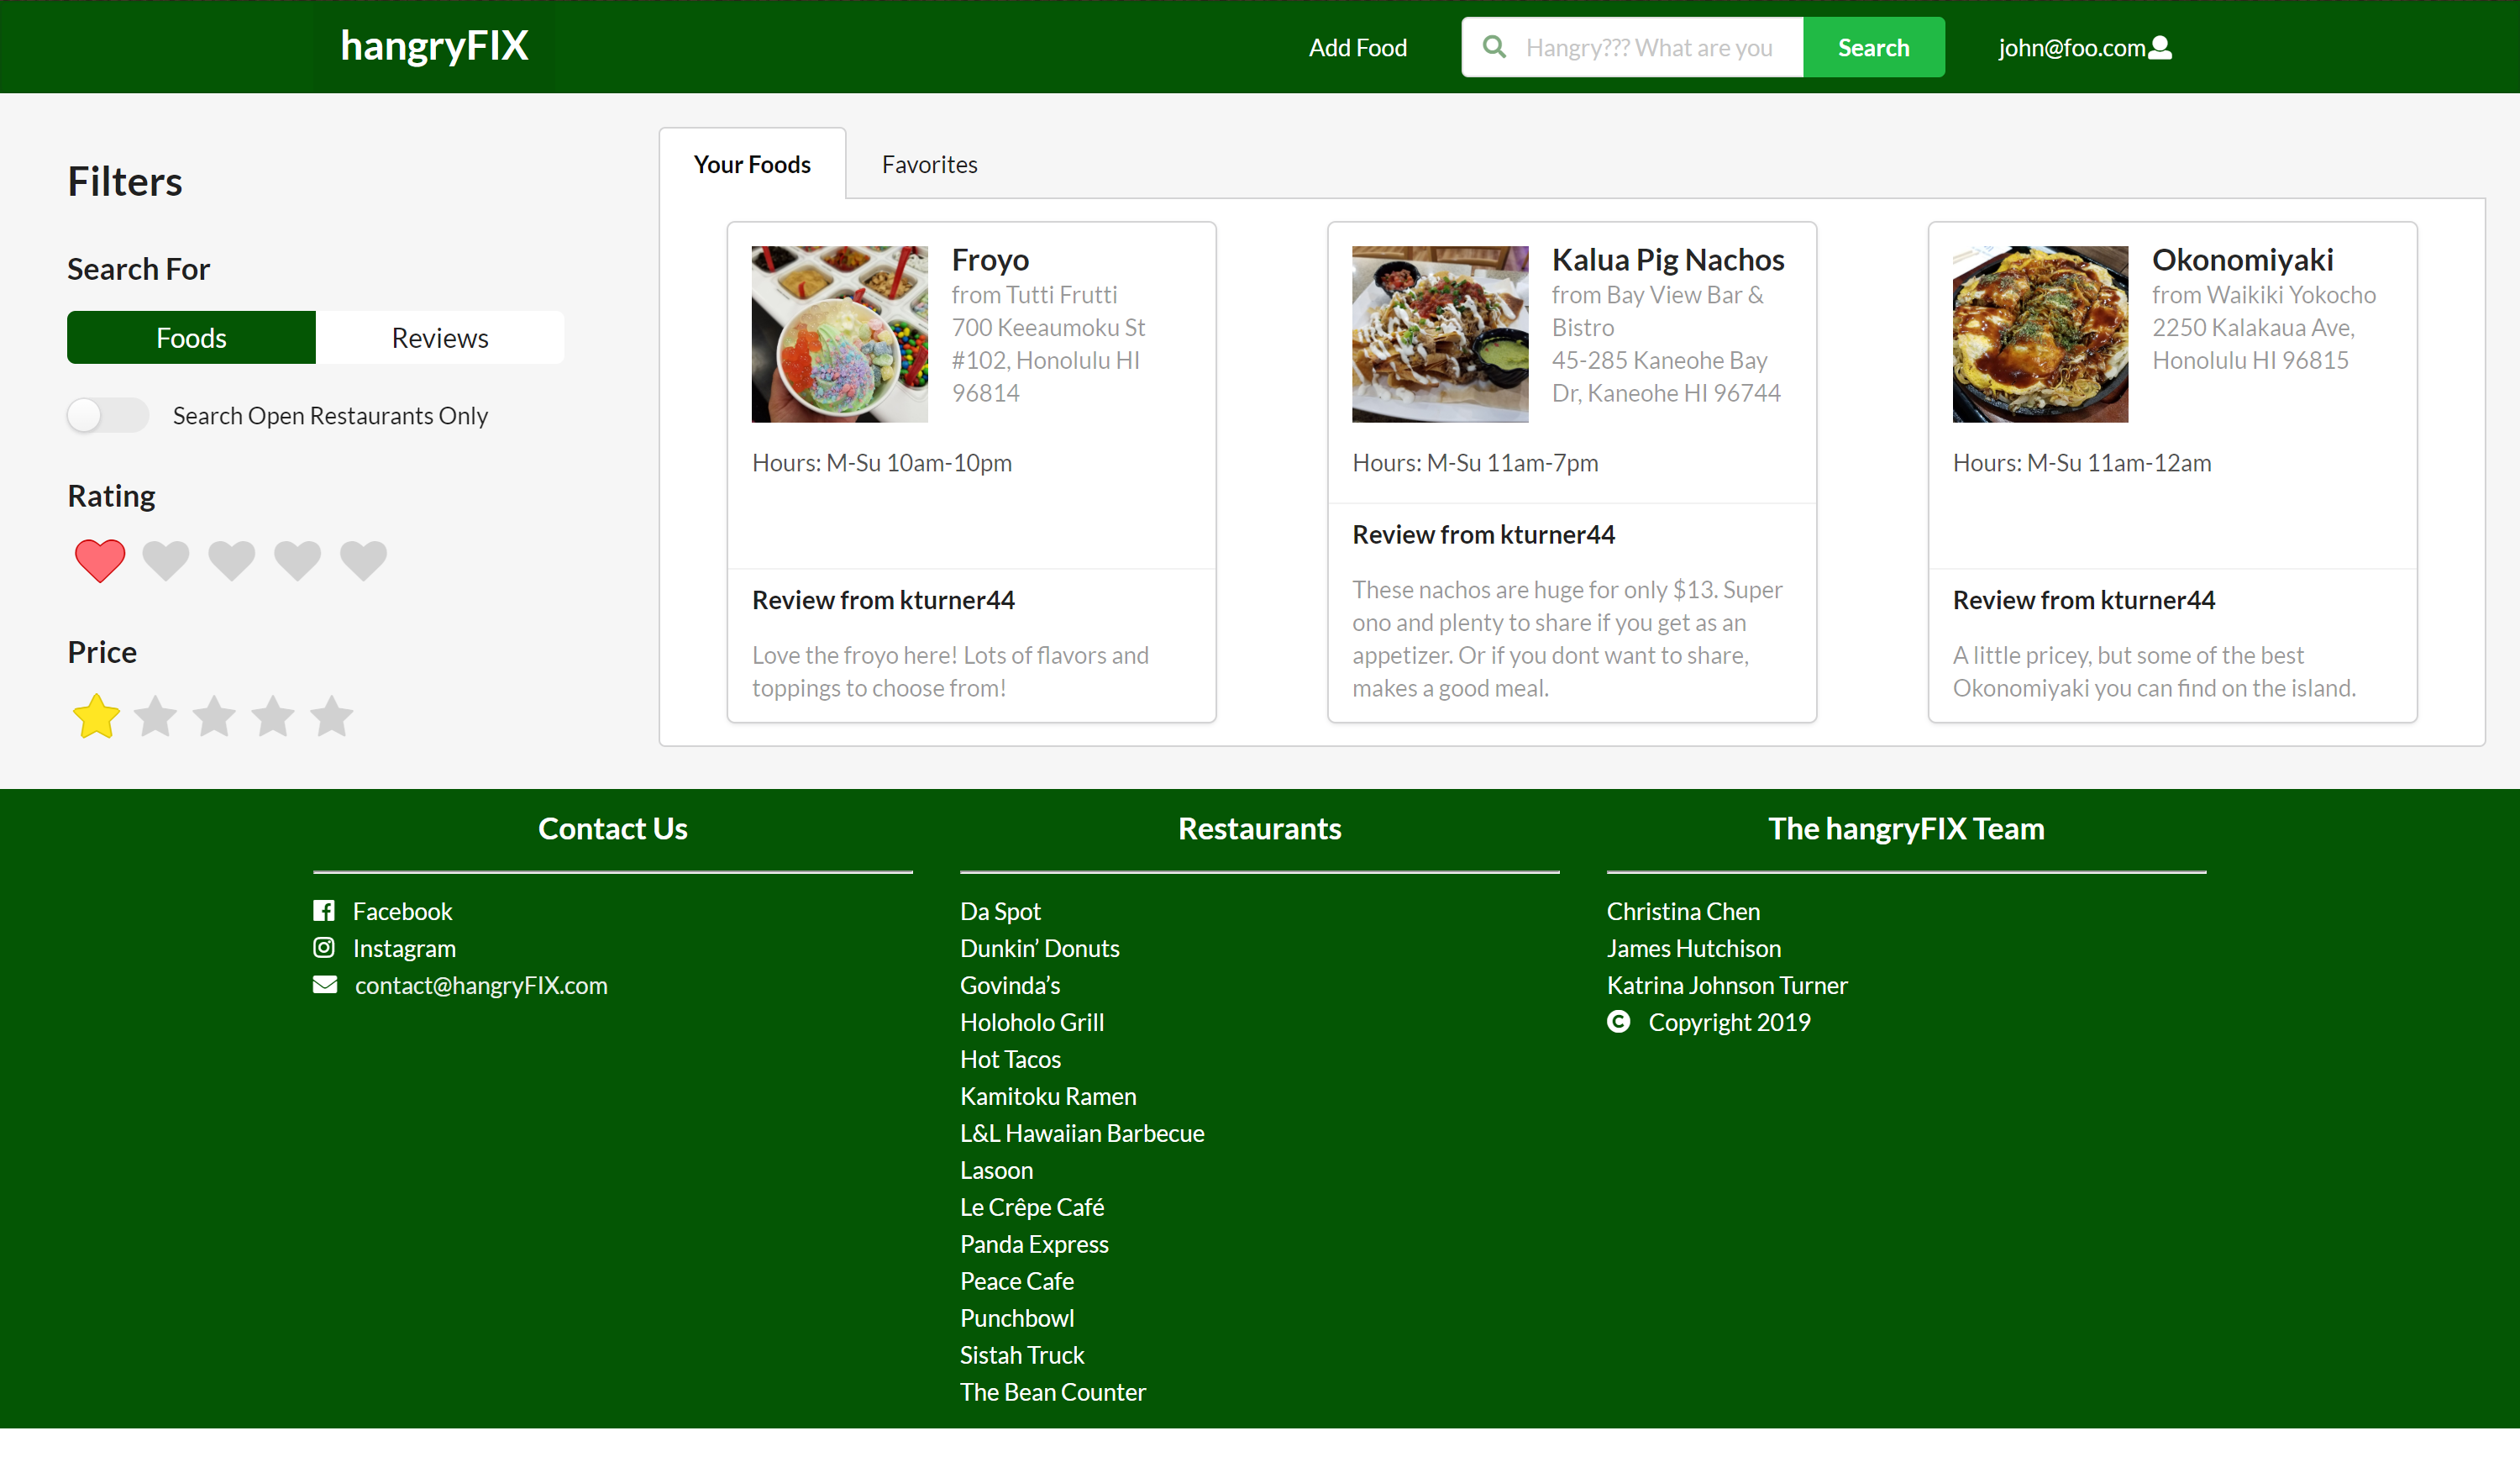 hangryFIX
Add Food
Hangry??? What are you
Search
john@foo.com
Filters
Search For
Foods
Reviews
Search Open Restaurants Only
Rating
Price
Your Foods
Favorites
Froyo
from Tutti Frutti
700 Keeaumoku St
#102, Honolulu HI
96814
Hours: M-Su 10am-10pm
Review from kturner44
Love the froyo here! Lots of flavors and
toppings to choose from!
Kalua Pig Nachos
from Bay View Bar &
Bistro
45-285 Kaneohe Bay
Dr, Kaneohe HI 96744
Hours: M-Su 11am-7pm
Review from kturner44
These nachos are huge for only $13. Super
ono and plenty to share if you get as an
appetizer. Or if you dont want to share,
makes a good meal.
Okonomiyaki
from Waikiki Yokocho
2250 Kalakaua Ave,
Honolulu HI 96815
Hours: M-Su 11am-12am
Review from kturner44
A little pricey, but some of the best
Okonomiyaki you can find on the island.
Contact Us
Facebook
Instagram
contact@hangryFIX.com
Restaurants
Da Spot
Dunkin’ Donuts
Govinda’s
Holoholo Grill
Hot Tacos
Kamitoku Ramen
L&L Hawaiian Barbecue
Lasoon
Le Crêpe Café
Panda Express
Peace Cafe
Punchbowl
Sistah Truck
The Bean Counter
The hangryFIX Team
Christina Chen
James Hutchison
Katrina Johnson Turner
Copyright 2019